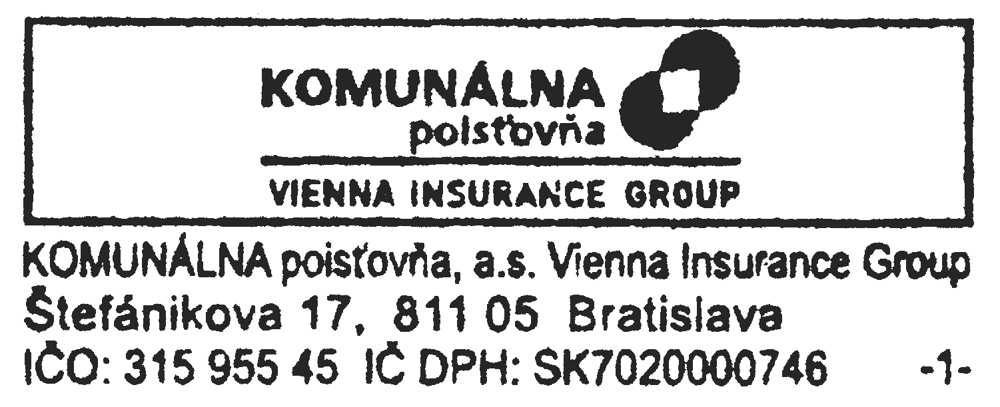 KOMUNÁLNA
poisťovňa
VIENNA INSURANCE GROUP
KOMUNÁLNA poisťovňa, a.s. Vienna Insurance Group
Štefánikova 17, 811 05 Bratislava
IČO: 315 955 45 IČ DPH: SK7020000746 -1-